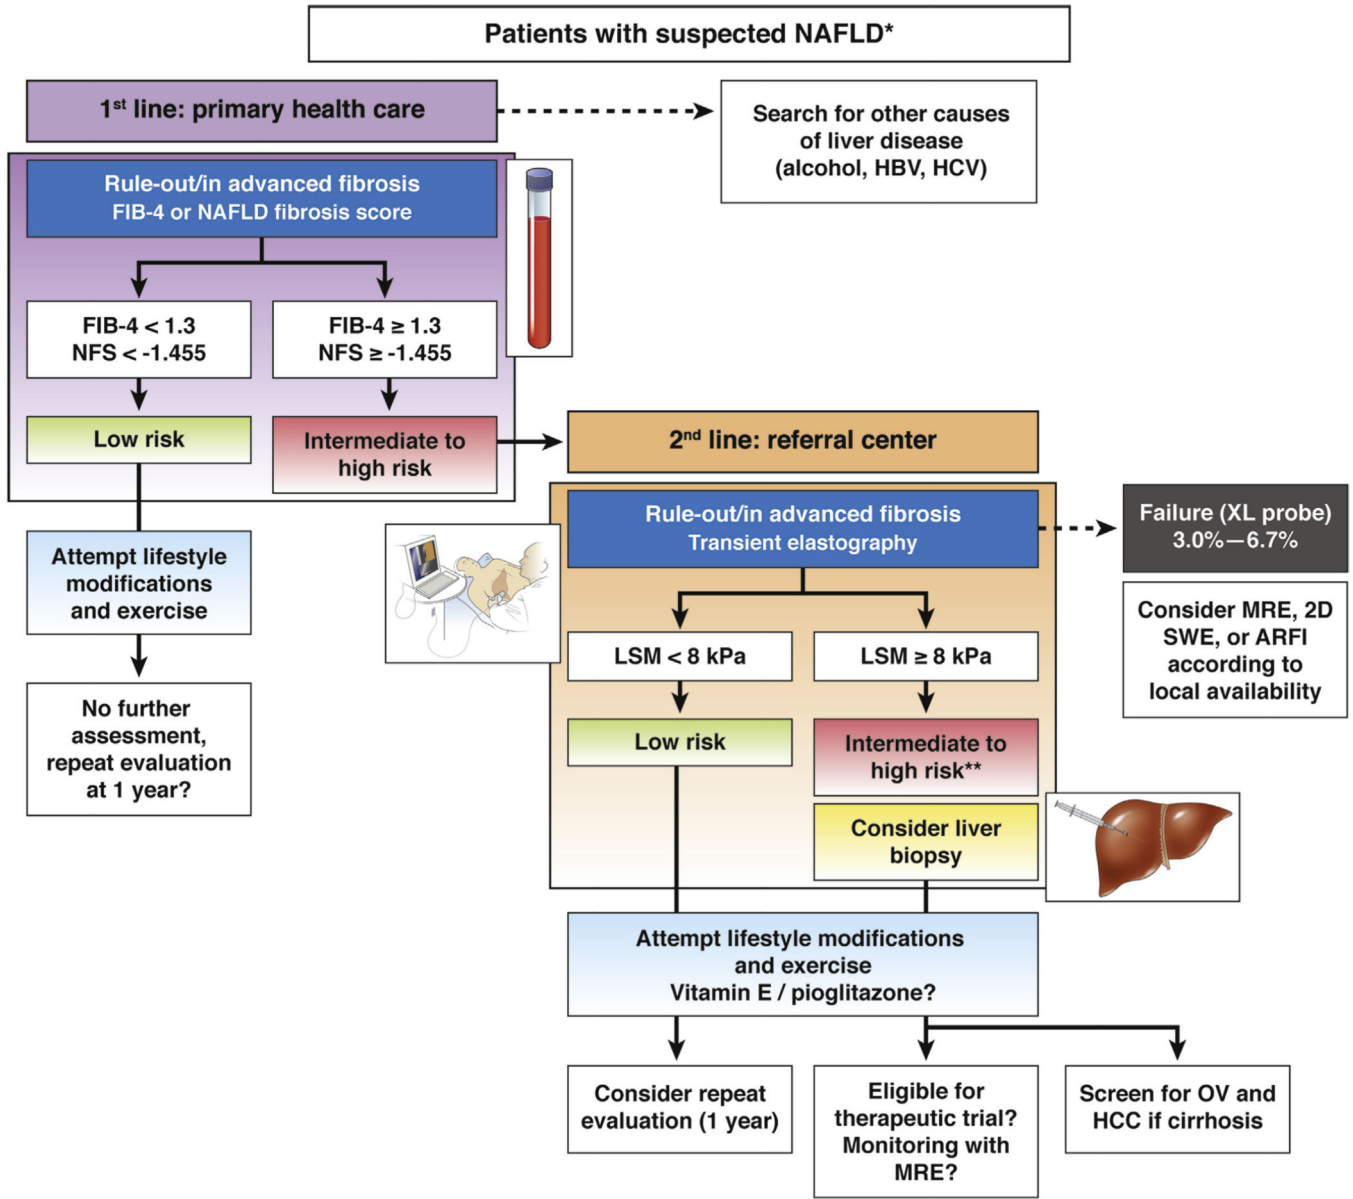 Patients with suspected NAFLD*
1st line: primary health care
Search for other causes
of liver disease
(alcohol, HBV, HCV)
Rule-out/in advanced fibrosis
FIB-4 or NAFLD fibrosis score
FIB-4 < 1.3
NFS < -1.455
FIB-4 ≥ 1.3
NFS ≥ -1.455
Low risk
Intermediate to
high risk
Attempt lifestyle
modifications
and exercise
No further
assessment,
repeat evaluation
at 1 year?
2nd line: referral center
Rule-out/in advanced fibrosis
Transient elastography
Failure (XL probe)
3.0%—6.7%
Consider MRE, 2D
SWE, or ARFI
according to
local availability
LSM < 8 kPa
LSM ≥ 8 kPa
Low risk
Intermediate to
high risk**
Consider liver
biopsy
Attempt lifestyle modifications
and exercise
Vitamin E / pioglitazone?
Consider repeat
evaluation (1 year)
Eligible for
therapeutic trial?
Monitoring with
MRE?
Screen for OV and
HCC if cirrhosis